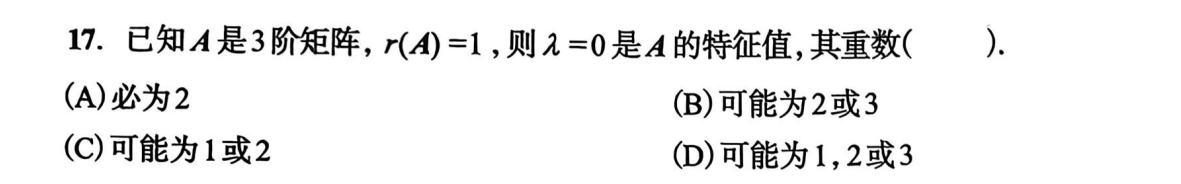 17. 已知A是3阶矩阵, r(A)=1, 则λ=0是A的特征值, 其重数(  ).
(A)必为2 (B)可能为2或3
(C)可能为1或2 (D)可能为1,2或3